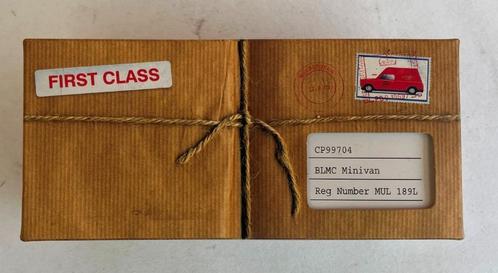 FIRST CLASS
CP99704
BLMC Minivan
Reg Number MUL 189L